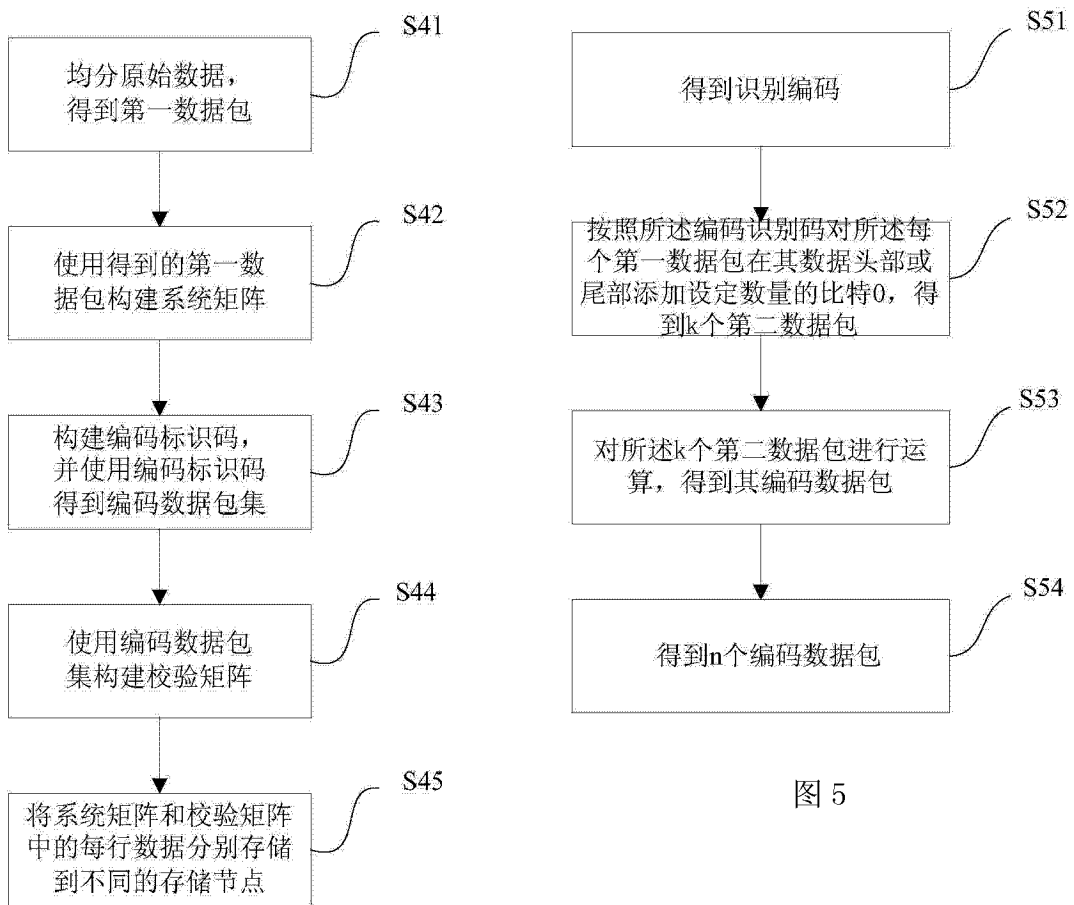 S41
均分原始数据，
得到第一数据包
S42
使用得到的第一数
据包构建系统矩阵
S43
构建编码标识码，
并使用编码标识码
得到编码数据包集
S44
使用编码数据包
集构建校验矩阵
S45
将系统矩阵和校验矩阵
中的每行数据分别存储
到不同的存储节点
S51
得到识别编码
S52
按照所述编码识别码对所述每
个第一数据包在其数据头部或
尾部添加设定数量的比特0，得
到k个第二数据包
S53
对所述k个第二数据包进行运
算，得到其编码数据包
S54
得到n个编码数据包
图 5